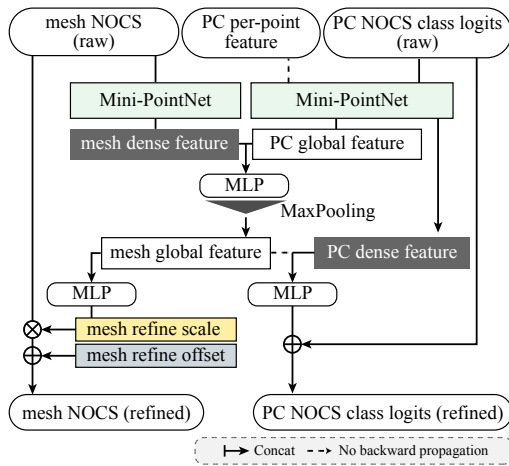 mesh NOCS
(raw)
PC per-point
feature
PC NOCS class logits
(raw)
Mini-PointNet
Mini-PointNet
mesh dense feature
PC global feature
MLP
MaxPooling
mesh global feature
PC dense feature
MLP
MLP
mesh refine scale
mesh refine offset
mesh NOCS (refined)
PC NOCS class logits (refined)
Concat
No backward propagation